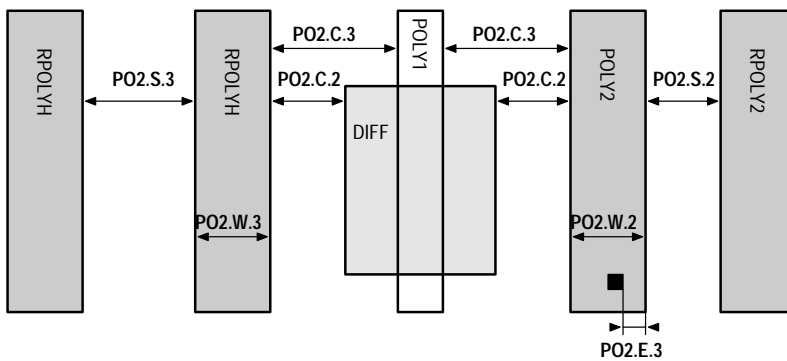 RPOLYH
PO2.S.3
RPOLYH
PO2.C.3
PO2.C.2
POLY1
DIFF
PO2.C.3
PO2.C.2
POLY2
PO2.S.2
RPOLY2
PO2.W.3
PO2.W.2
PO2.E.3